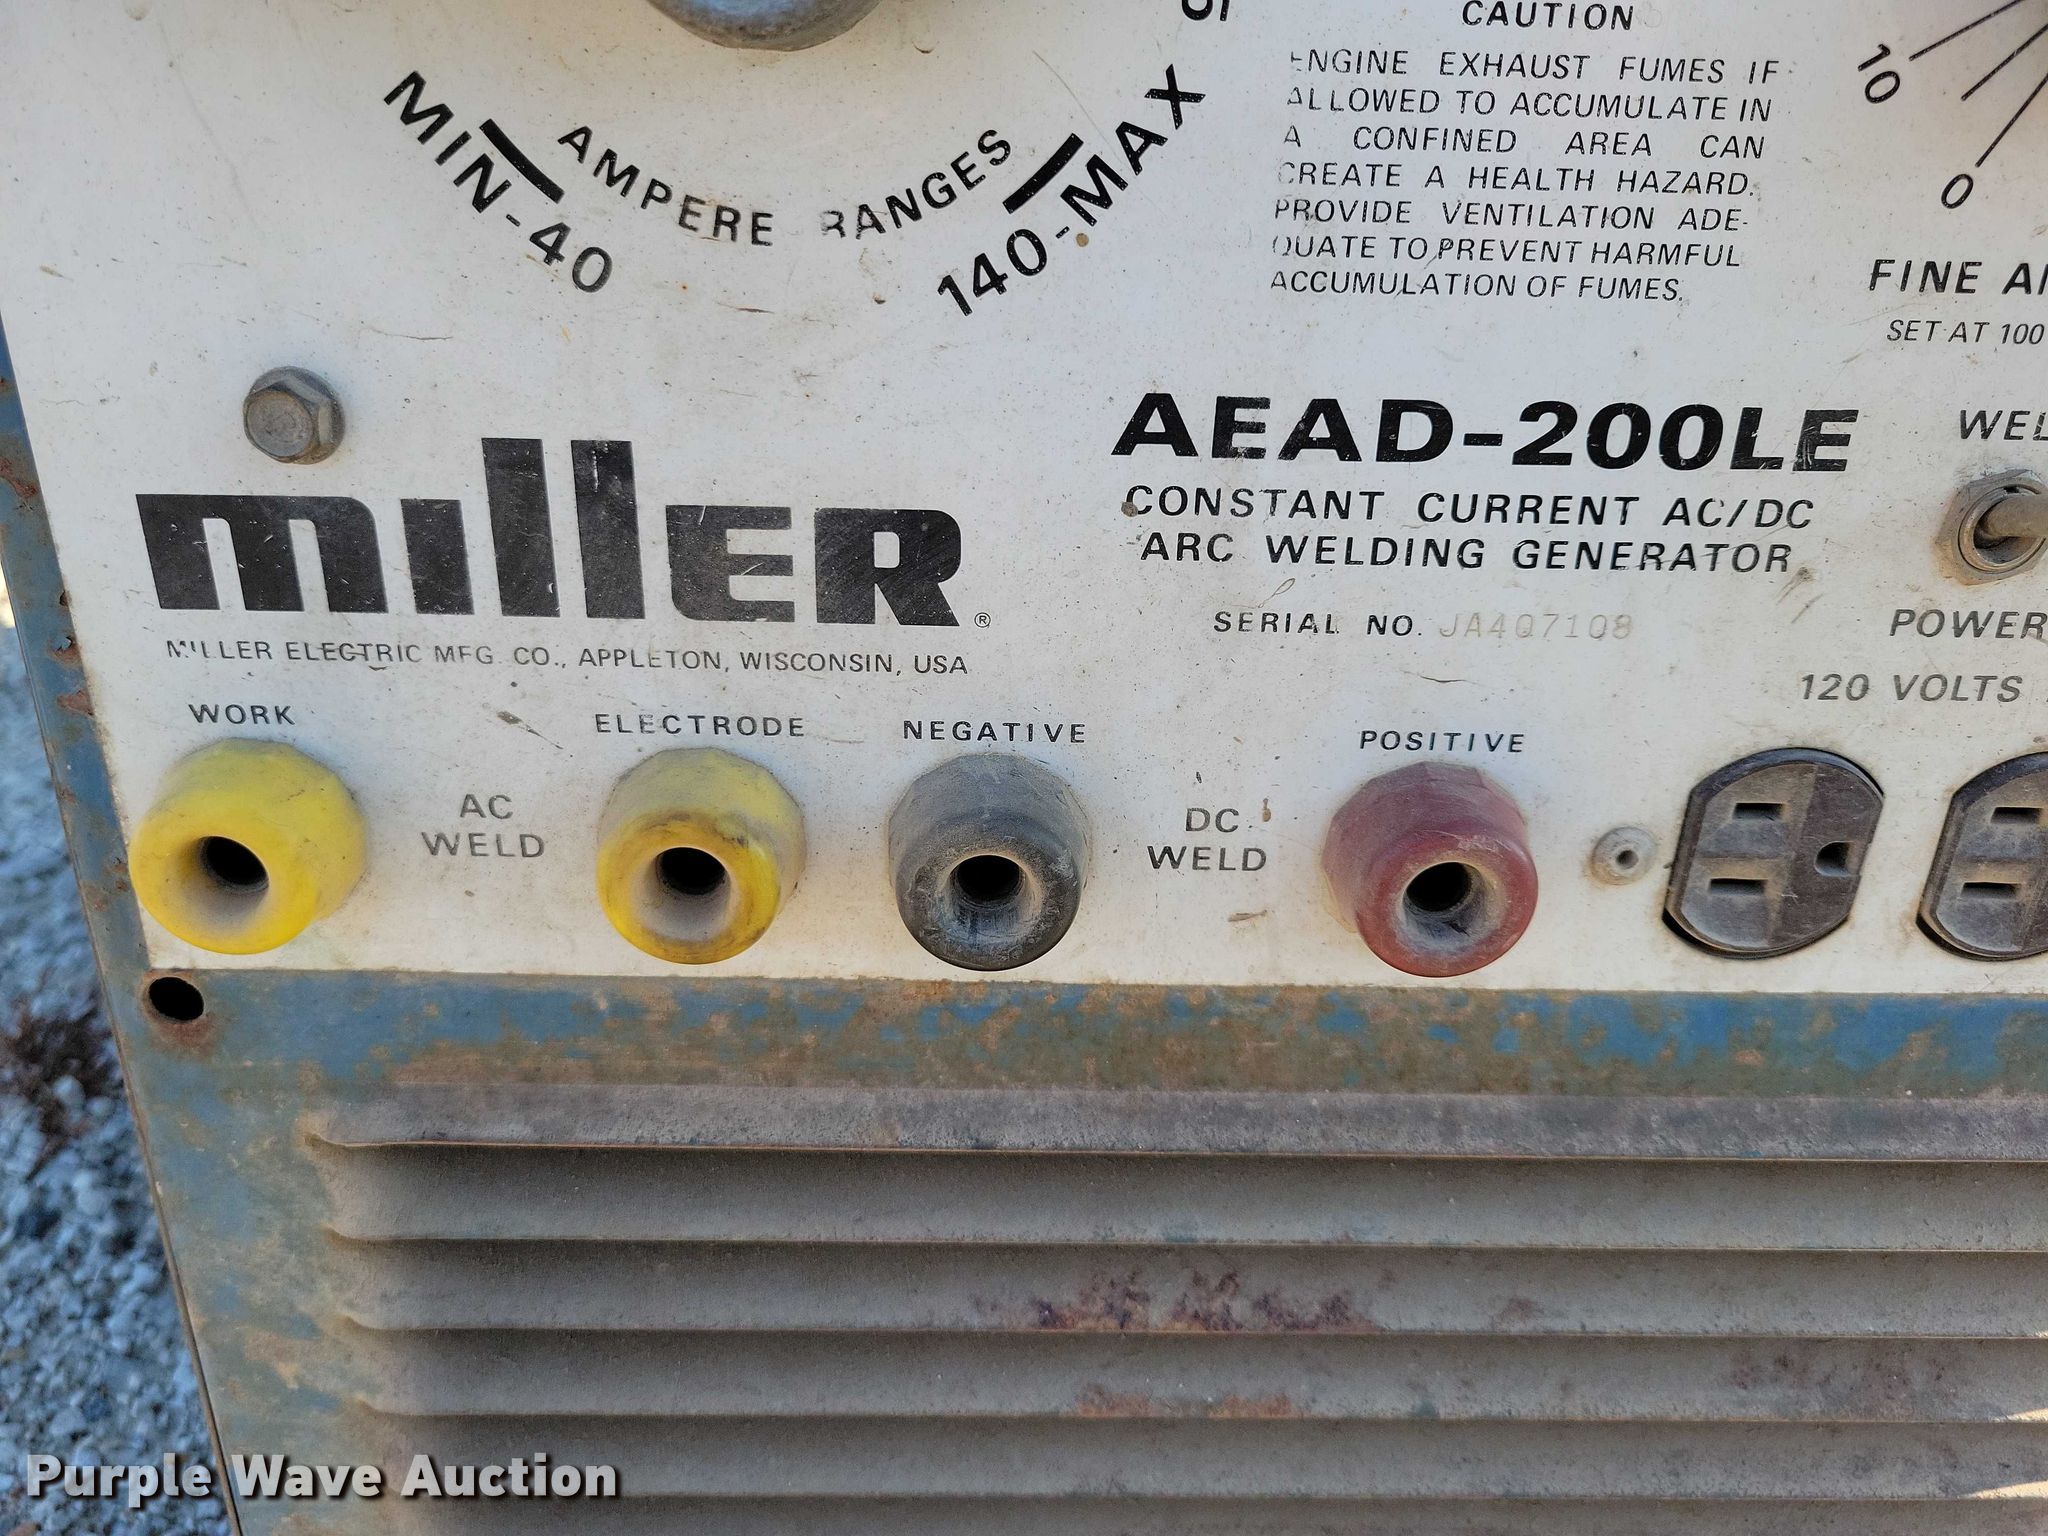 CAUTION
ENGINE EXHAUST FUMES IF
ALLOWED TO ACCUMULATE IN
A CONFINED AREA CAN
CREATE A HEALTH HAZARD.
PROVIDE VENTILATION ADE-
QUATE TO PREVENT HARMFUL
ACCUMULATION OF FUMES.
MIN-40
AMPERE RANGES
140-MAX
10
0
FINE
SET AT 100
miller®
MILLER ELECTRIC MFG. CO., APPLETON, WISCONSIN, USA
AEAD-200LE
CONSTANT CURRENT AC/DC
ARC WELDING GENERATOR
SERIAL NO. JA407108
POWER
120 VOLTS
WORK
AC
WELD
ELECTRODE
NEGATIVE
DC
WELD
POSITIVE
Purple Wave Auction